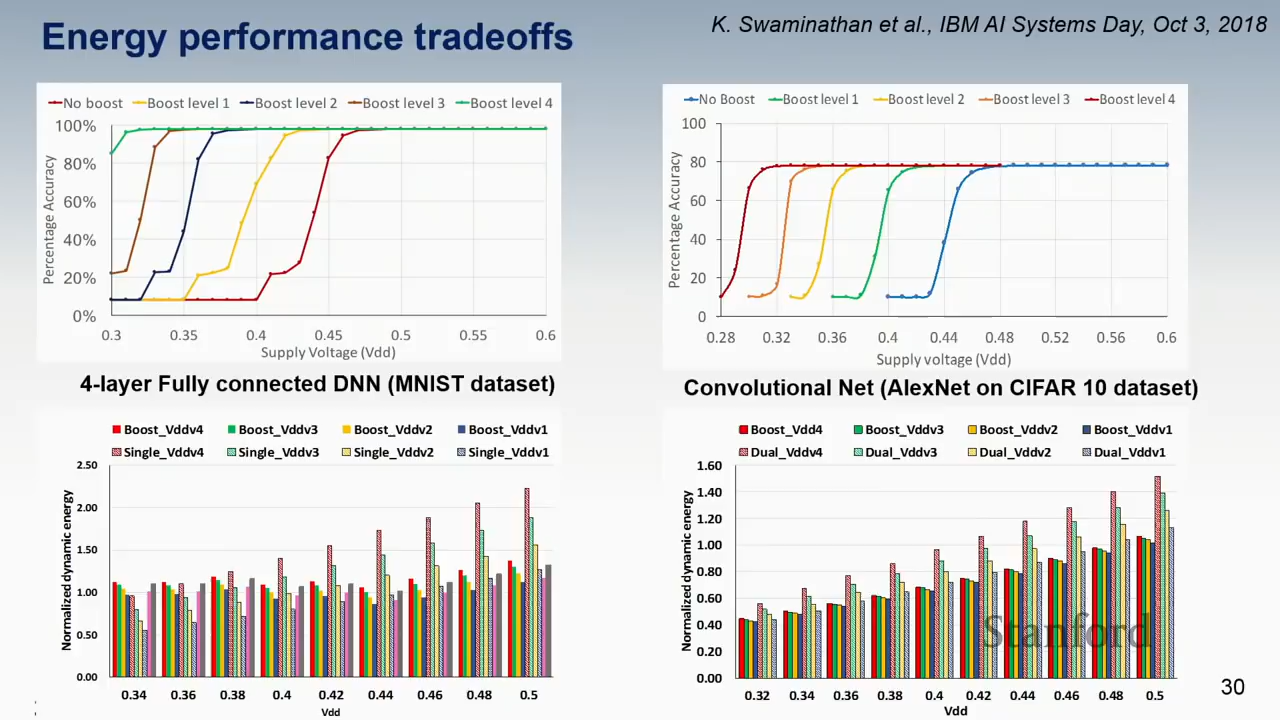 Energy performance tradeoffs
K. Swaminathan et al., IBM AI Systems Day, Oct 3, 2018
No boost Boost level 1 Boost level 2 Boost level 3 Boost level 4
100%
80%
60%
40%
20%
0%
Percentage Accuracy
0.3 0.35 0.4 0.45 0.5 0.55 0.6
Supply Voltage (Vdd)
4-layer Fully connected DNN (MNIST dataset)
No Boost Boost level 1 Boost level 2 Boost level 3 Boost level 4
100
80
60
40
20
0
Percentage Accuracy
0.28 0.32 0.36 0.4 0.44 0.48 0.52 0.56 0.6
Supply voltage (Vdd)
Convolutional Net (AlexNet on CIFAR 10 dataset)
Boost_Vddv4 Boost_Vddv3 Boost_Vddv2 Boost_Vddv1
Single_Vddv4 Single_Vddv3 Single_Vddv2 Single_Vddv1
2.50
2.00
1.50
1.00
0.50
0.00
Normalized dynamic energy
0.34 0.36 0.38 0.4 0.42 0.44 0.46 0.48 0.5
Vdd
Boost_Vdd4 Boost_Vddv3 Boost_Vddv2 Boost_Vddv1
Dual_Vddv4 Dual_Vddv3 Dual_Vddv2 Dual_Vddv1
1.60
1.40
1.20
1.00
0.80
0.60
0.40
0.20
0.00
Normalized dynamic energy
0.32 0.34 0.36 0.38 0.4 0.42 0.44 0.46 0.48 0.5
Vdd
Stanford
30